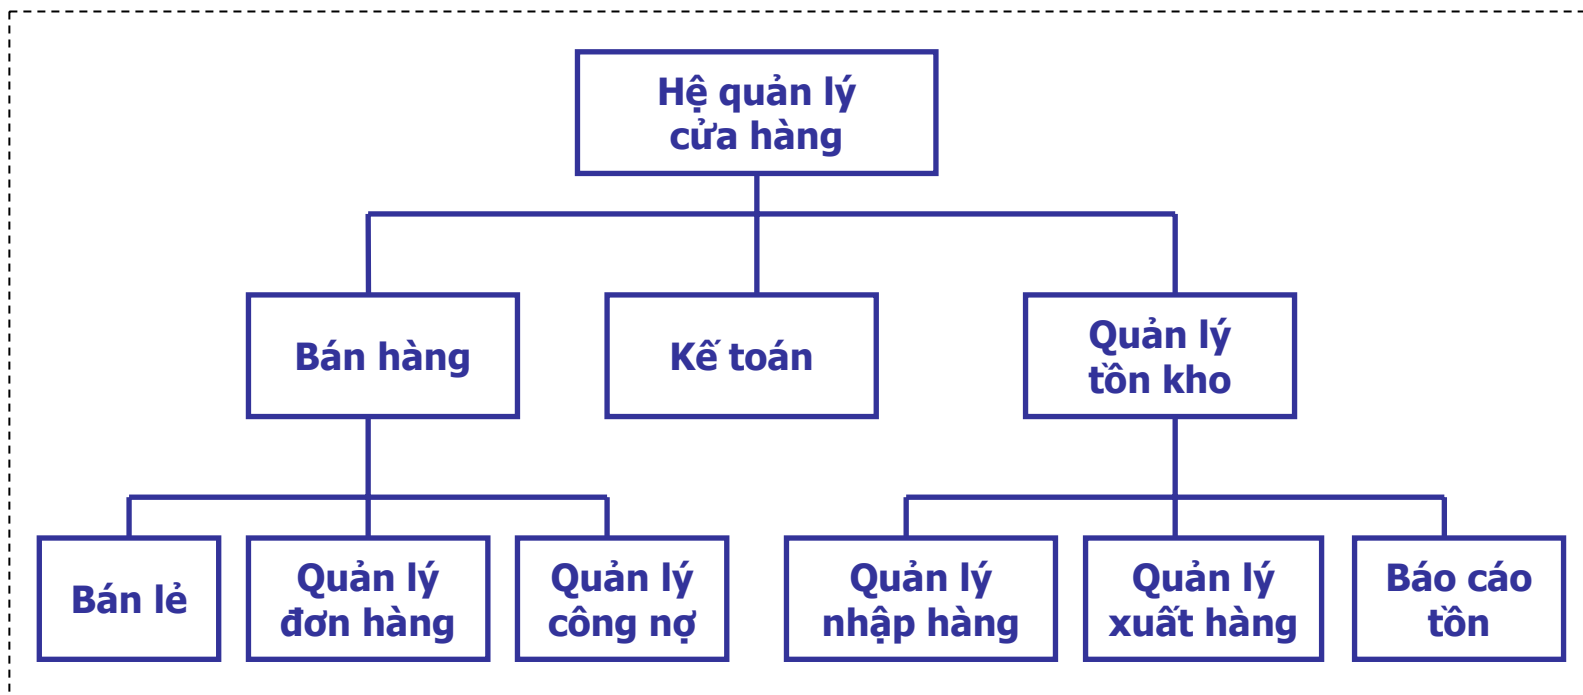 Hệ quản lý
cửa hàng
Bán hàng
Kế toán
Quản lý
tồn kho
Bán lẻ
Quản lý
đơn hàng
Quản lý
công nợ
Quản lý
nhập hàng
Quản lý
xuất hàng
Báo cáo
tồn